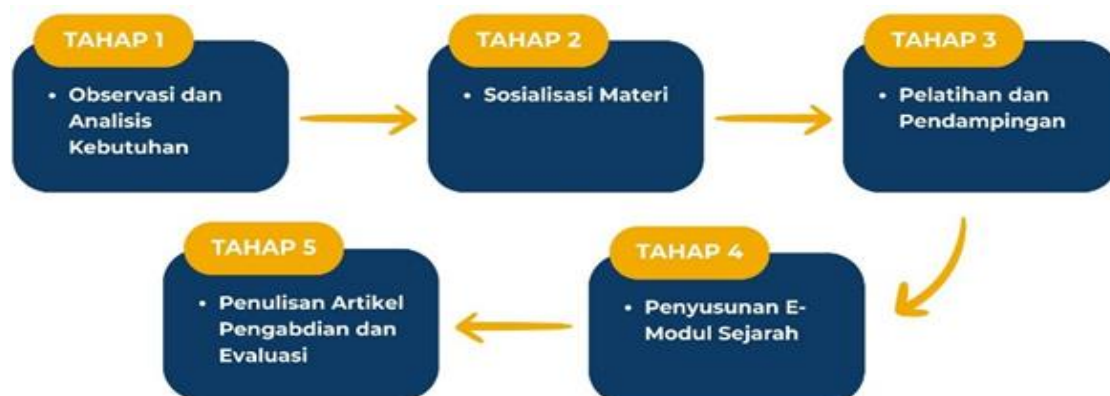 TAHAP 1
• Observasi dan
Analisis
Kebutuhan
TAHAP 2
• Sosialisasi Materi
TAHAP 3
• Pelatihan dan
Pendampingan
TAHAP 4
• Penyusunan E-
Modul Sejarah
TAHAP 5
• Penulisan Artikel
Pengabdian dan
Evaluasi